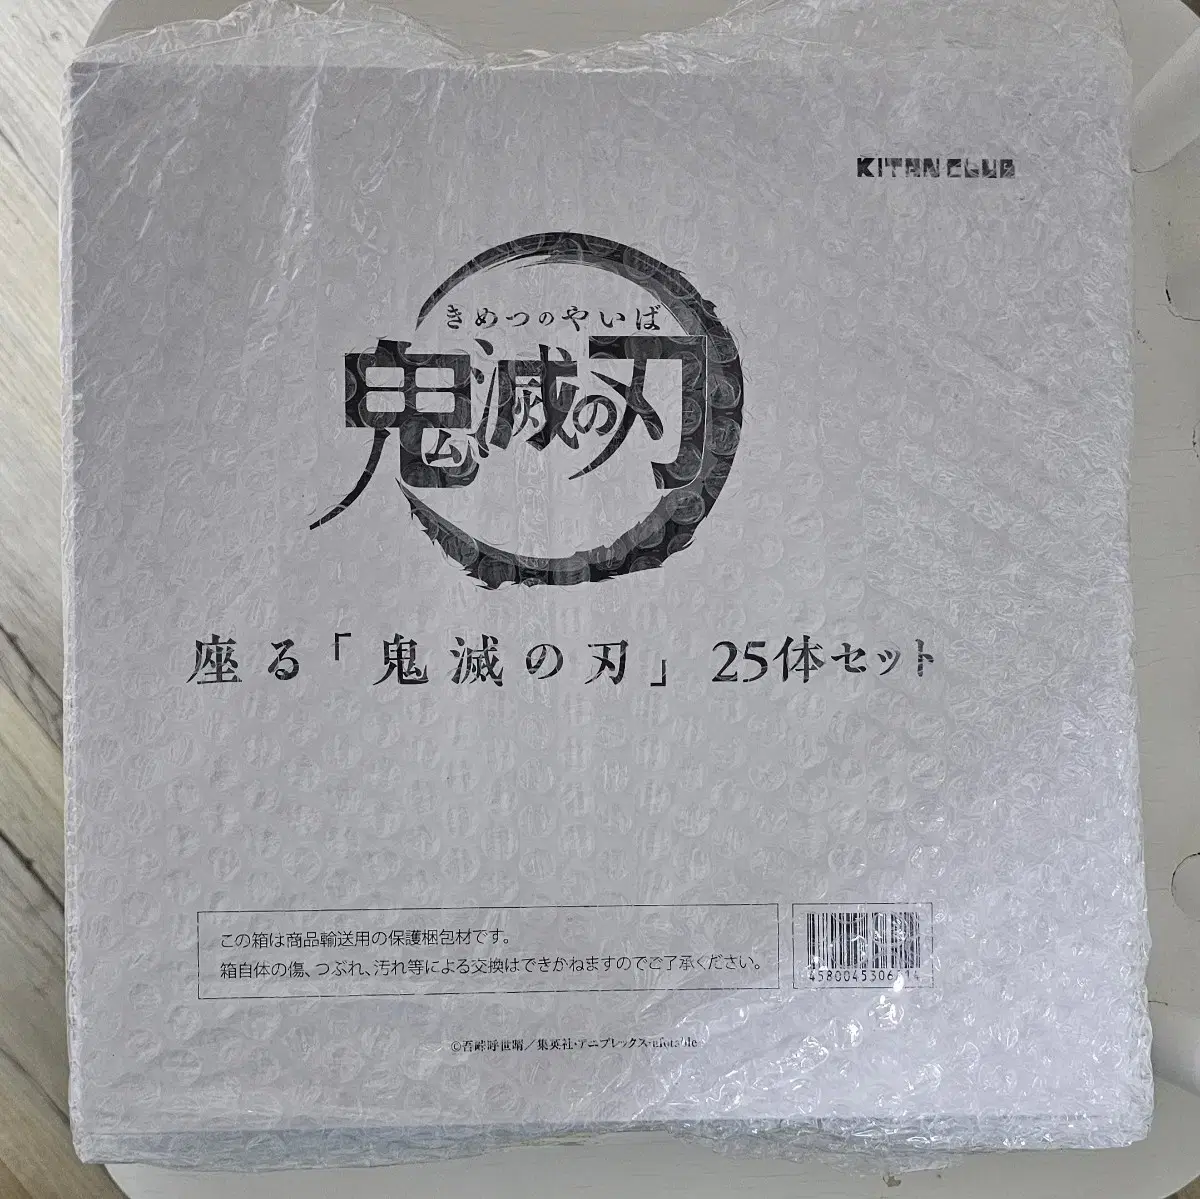 KITAN CLUB
きめつのやいば
鬼滅の刃
座る「鬼滅の刃」 25体セット
この箱は商品輸送用の保護梱包材です。
箱自体の傷、つぶれ、汚れ等による交換はできかねますのでご了承ください。
©吾峠呼世晴／集英社・アニプレックス・ufotable